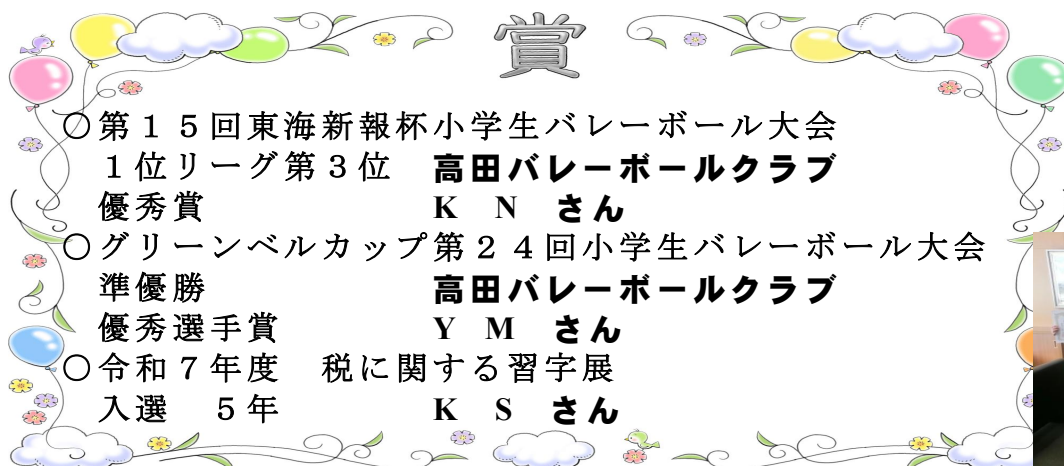 賞
○第１５回東海新報杯小学生バレーボール大会
１位リーグ第３位　高田バレーボールクラブ
優秀賞　K　N　さん
○グリーンベルカップ第２４回小学生バレーボール大会
準優勝　高田バレーボールクラブ
優秀選手賞　Y　M　さん
○令和７年度　税に関する習字展
入選　５年　K　S　さん